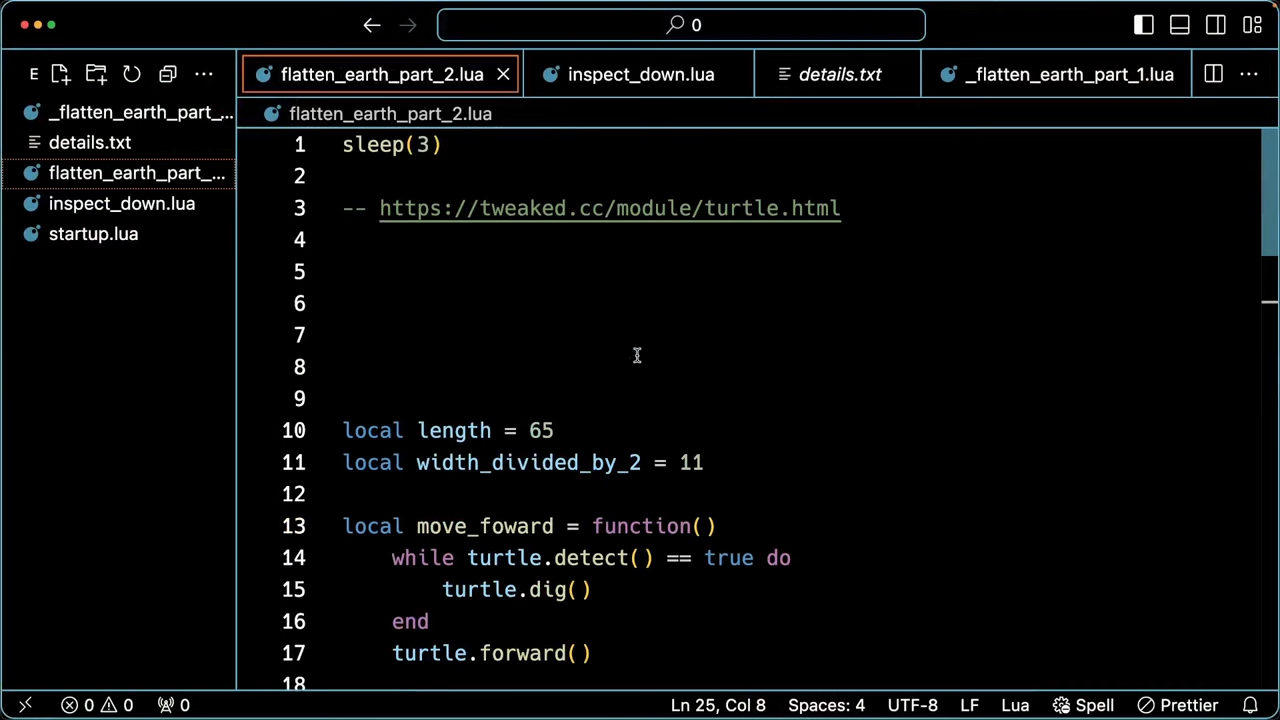 0
E
flatten_earth_part_2.lua
inspect_down.lua
details.txt
_flatten_earth_part_1.lua
_flatten_earth_part_...
details.txt
flatten_earth_part_...
inspect_down.lua
startup.lua
flatten_earth_part_2.lua
1 sleep(3)
2
3 -- https://tweaked.cc/module/turtle.html
4
5
6
7
8
9
10 local length = 65
11 local width_divided_by_2 = 11
12
13 local move_foward = function()
14 while turtle.detect() == true do
15 turtle.dig()
16 end
17 turtle.forward()
18
0 0 0 Ln 25, Col 8 Spaces: 4 UTF-8 LF Lua Spell Prettier